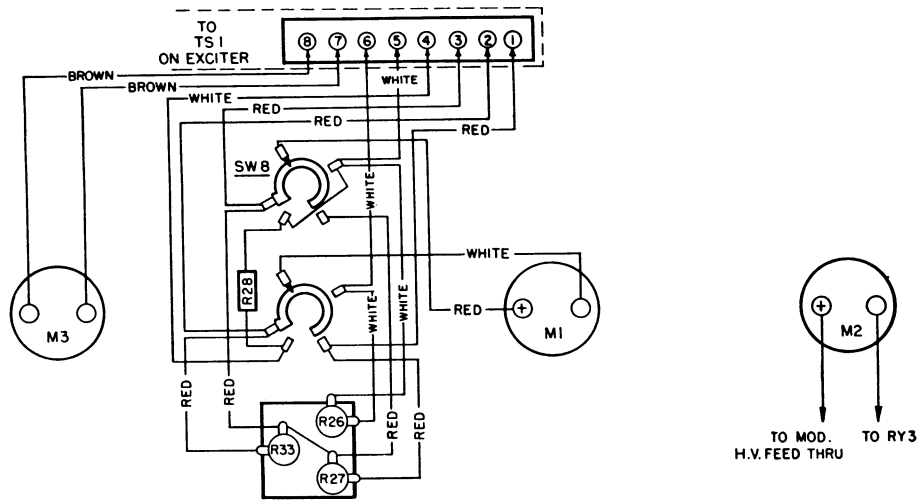 TO
TS 1
ON EXCITER
8 7 6 5 4 3 2 1
BROWN
BROWN
WHITE
WHITE
RED
RED
RED
SW8
WHITE
R28
WHITE
WHITE
WHITE
M3
+
RED
M1
+
M2
RED
RED
RED
RED
R26
R33
R27
TO MOD.
H.V. FEED THRU
TO RY3